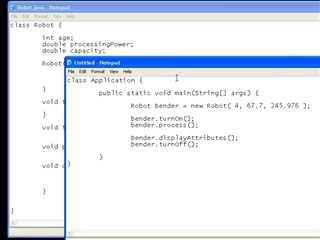 Robot.java - Notepad
File Edit Format View Help
class Robot {
int age;
double processingPower;
double capacity;
Robot(
}
void t
}
void t
void p
void d
}
}
Untitled - Notepad
File Edit Format View Help
class Application {
public static void main(String[] args) {
Robot bender = new Robot( 4, 67.7, 245.976 );
bender.turnOn();
bender.process();
bender.displayAttributes();
bender.turnOff();
}
}